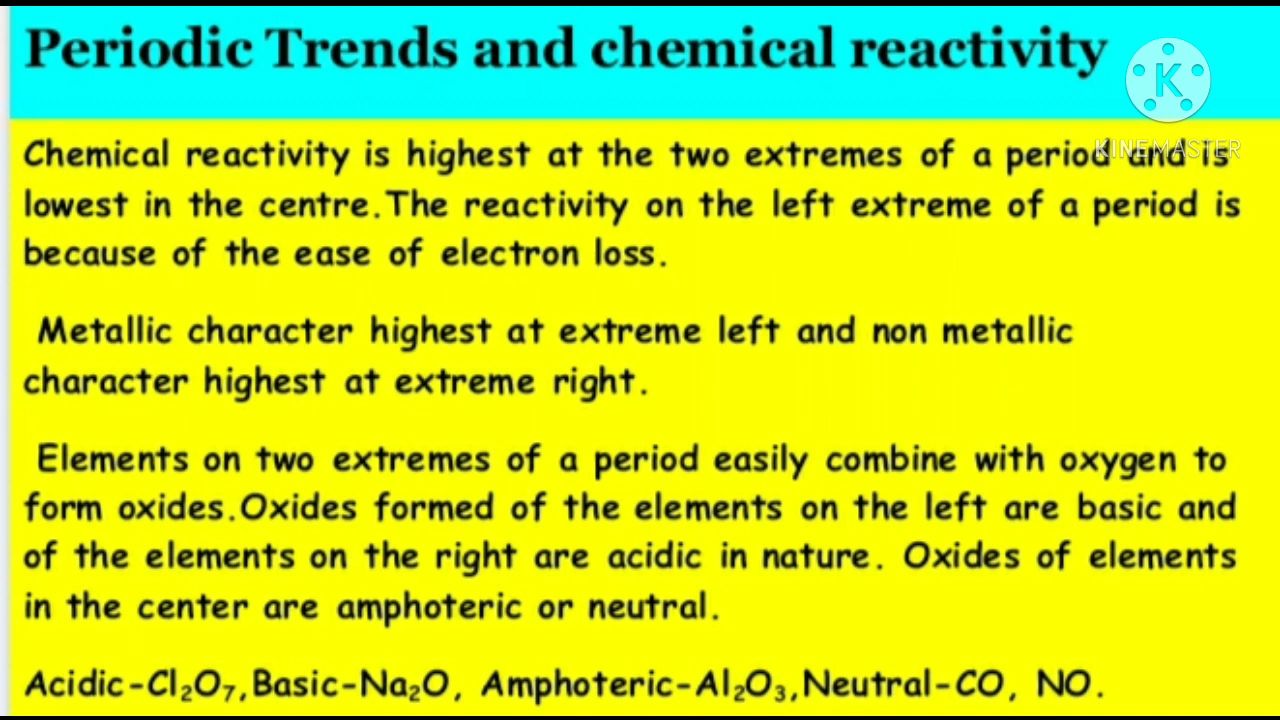 Periodic Trends and chemical reactivity
K
KINEMASTER
Chemical reactivity is highest at the two extremes of a period and is
lowest in the centre.The reactivity on the left extreme of a period is
because of the ease of electron loss.
Metallic character highest at extreme left and non metallic
character highest at extreme right.
Elements on two extremes of a period easily combine with oxygen to
form oxides.Oxides formed of the elements on the left are basic and
of the elements on the right are acidic in nature. Oxides of elements
in the center are amphoteric or neutral.
Acidic-Cl₂O₇,Basic-Na₂O, Amphoteric-Al₂O₃,Neutral-CO, NO.